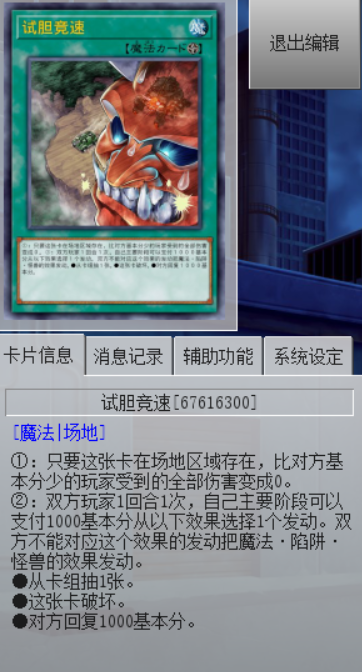 试胆竞速
【魔法カード】
退出编辑
卡片信息
消息记录
辅助功能
系统设定
试胆竞速[67616300]
[魔法|场地]
①：只要这张卡在场地区域存在，比对方基
本分少的玩家受到的全部伤害变成0。
②：双方玩家1回合1次，自己主要阶段可以
支付1000基本分从以下效果选择1个发动。双
方不能对应这个效果的发动把魔法·陷阱·
怪兽的效果发动。
●从卡组抽1张。
●这张卡破坏。
●对方回复1000基本分。